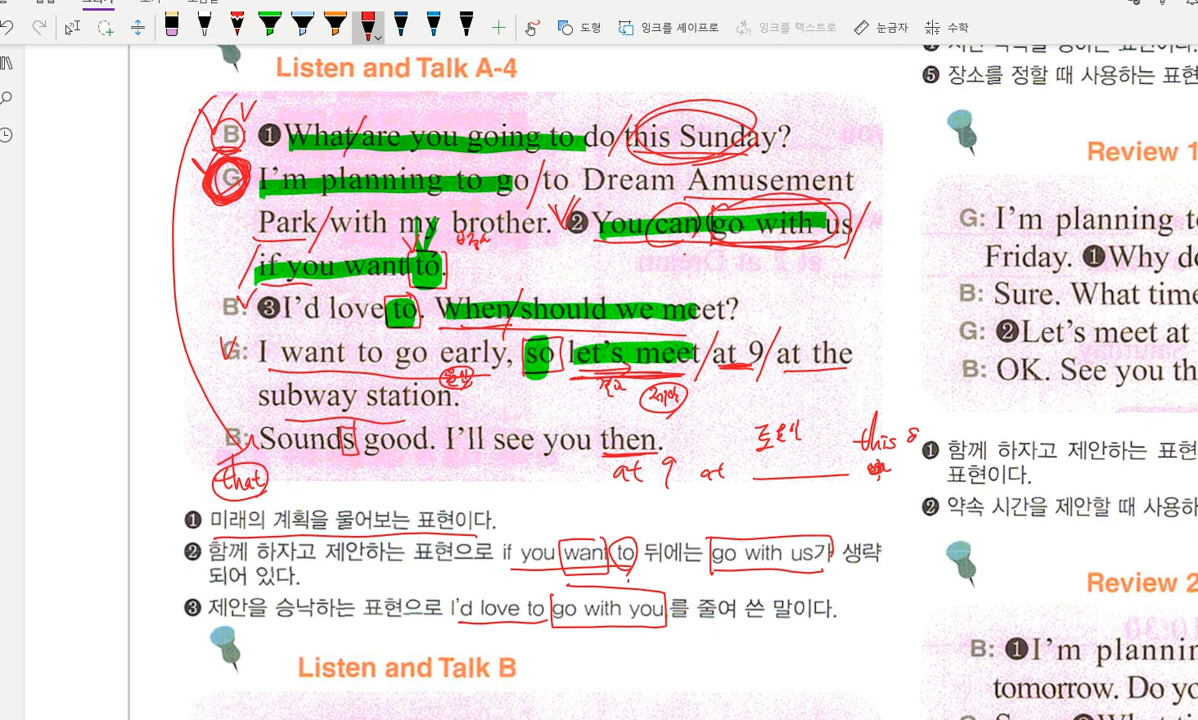 도형
잉크를 셰이프로
잉크를 텍스트로
눈금자
수학
Listen and Talk A-4
B: ❶What are you going to do this Sunday?
G: I'm planning to go to Dream Amusement
Park with my brother. ❷You can go with us
if you want to.
B: ❸I'd love to. When should we meet?
G: I want to go early, so let's meet at 9 at the
subway station.
B: Sounds good. I'll see you then.
that
at 9 at
this
❶ 미래의 계획을 물어보는 표현이다.
❷ 함께 하자고 제안하는 표현으로 if you want to 뒤에는 go with us가 생략
되어 있다.
❸ 제안을 승낙하는 표현으로 I'd love to go with you를 줄여 쓴 말이다.
Listen and Talk B
❺ 장소를 정할 때 사용하는 표현
Review 1
G: I'm planning to
Friday. ❶Why do
B: Sure. What time
G: ❷Let's meet at
B: OK. See you th
❶ 함께 하자고 제안하는 표현
표현이다.
❷ 약속 시간을 제안할 때 사용하
Review 2
B: ❶I'm plannin
tomorrow. Do yo